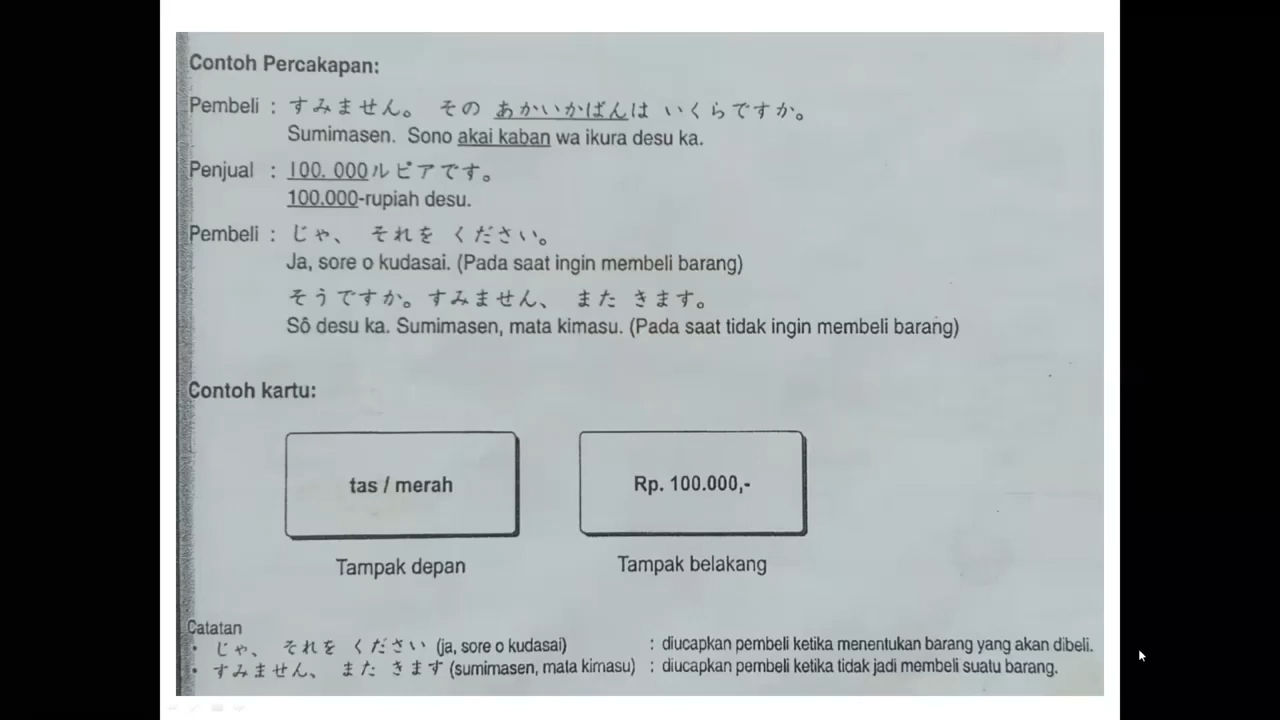 Contoh Percakapan:
Pembeli : すみません。 その あかいかばんは いくらですか。
Sumimasen. Sono akai kaban wa ikura desu ka.
Penjual : 100. 000ルピアです。
100.000-rupiah desu.
Pembeli : じゃ、 それを ください。
Ja, sore o kudasai. (Pada saat ingin membeli barang)
そうですか。すみません、 また きます。
Sô desu ka. Sumimasen, mata kimasu. (Pada saat tidak ingin membeli barang)
Contoh kartu:
tas / merah
Rp. 100.000,-
Tampak depan
Tampak belakang
Catatan
• じゃ、 それを ください (ja, sore o kudasai) : diucapkan pembeli ketika menentukan barang yang akan dibeli.
• すみません、 また きます (sumimasen, mata kimasu) : diucapkan pembeli ketika tidak jadi membeli suatu barang.